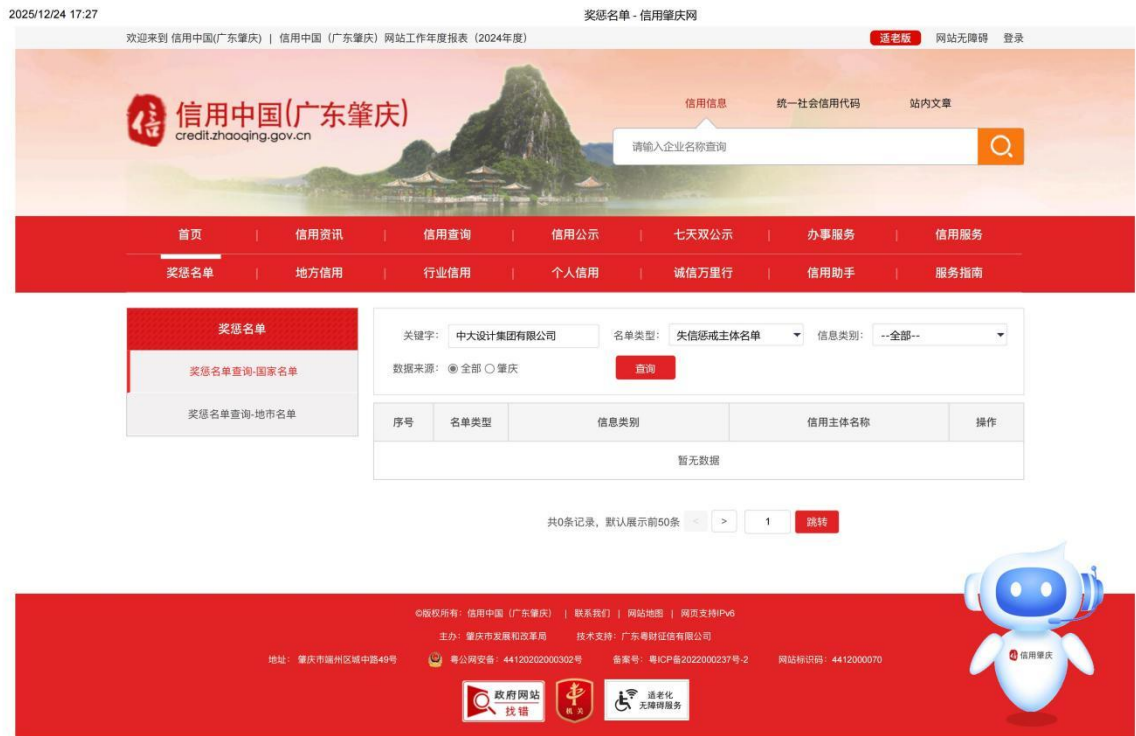 2025/12/24 17:27 奖惩名单 - 信用肇庆网
欢迎来到 信用中国(广东肇庆) | 信用中国（广东肇庆）网站工作年度报表（2024年度） 适老版 网站无障碍 登录
信用信息 统一社会信用代码 站内文章
信 信用中国(广东肇庆)
credit.zhaoqing.gov.cn
请输入企业名称查询
首页 | 信用资讯 | 信用查询 | 信用公示 | 七天双公示 | 办事服务 | 信用服务
奖惩名单 | 地方信用 | 行业信用 | 个人信用 | 诚信万里行 | 信用助手 | 服务指南
奖惩名单
奖惩名单查询-国家名单
奖惩名单查询-地市名单
关键字: 中大设计集团有限公司 名单类型: 失信惩戒主体名单 信息类别: --全部--
数据来源: 全部 肇庆 查询
序号 名单类型 信息类别 信用主体名称 操作
暂无数据
共0条记录，默认展示前50条 < > 1 跳转
©版权所有：信用中国（广东肇庆） | 联系我们 | 网站地图 | 网页支持IPv6
主办：肇庆市发展和改革局 技术支持：广东粤财征信有限公司
地址：肇庆市端州区城中路49号 粤公网安备：44120202000302号 备案号：粤ICP备2022000237号-2 网站标识码：4412000070
信用肇庆
政府网站
找错
机关
适老化
无障碍服务